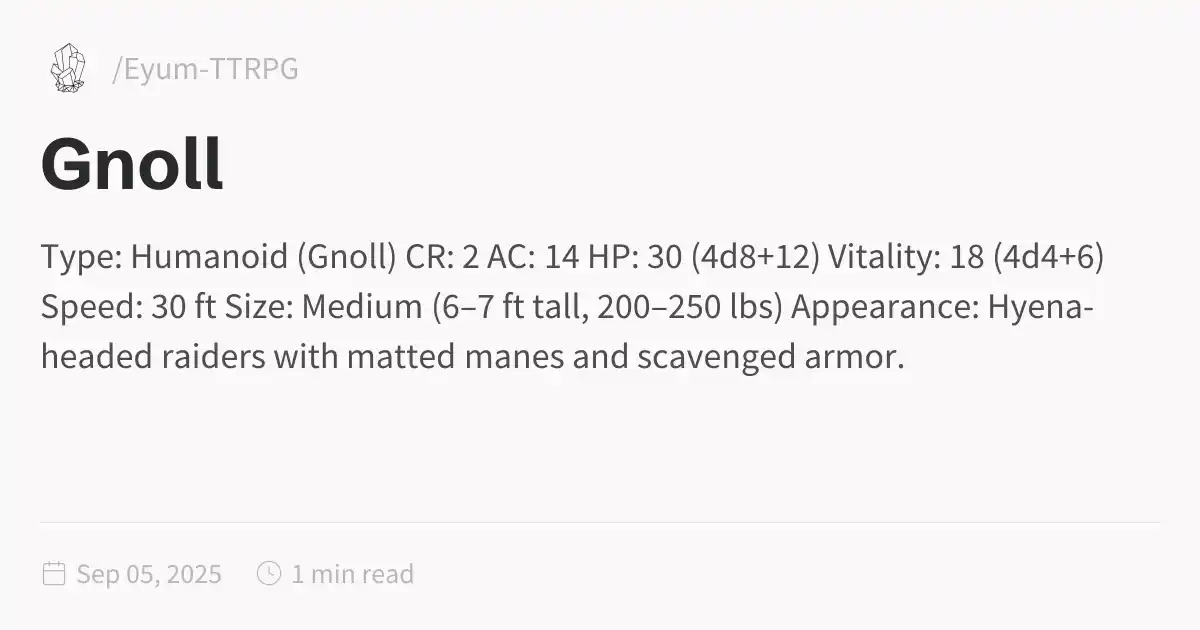 /Eyum-TTRPG
Gnoll
Type: Humanoid (Gnoll) CR: 2 AC: 14 HP: 30 (4d8+12) Vitality: 18 (4d4+6)
Speed: 30 ft Size: Medium (6–7 ft tall, 200–250 lbs) Appearance: Hyena-
headed raiders with matted manes and scavenged armor.
Sep 05, 2025 1 min read